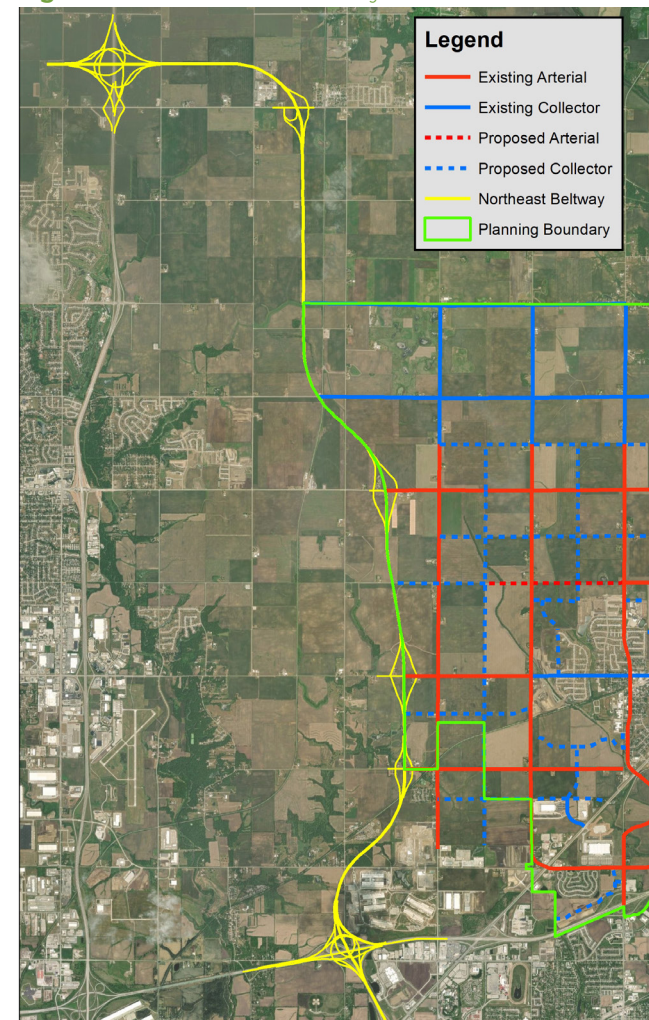 Legend
Existing Arterial
Existing Collector
Proposed Arterial
Proposed Collector
Northeast Beltway
Planning Boundary